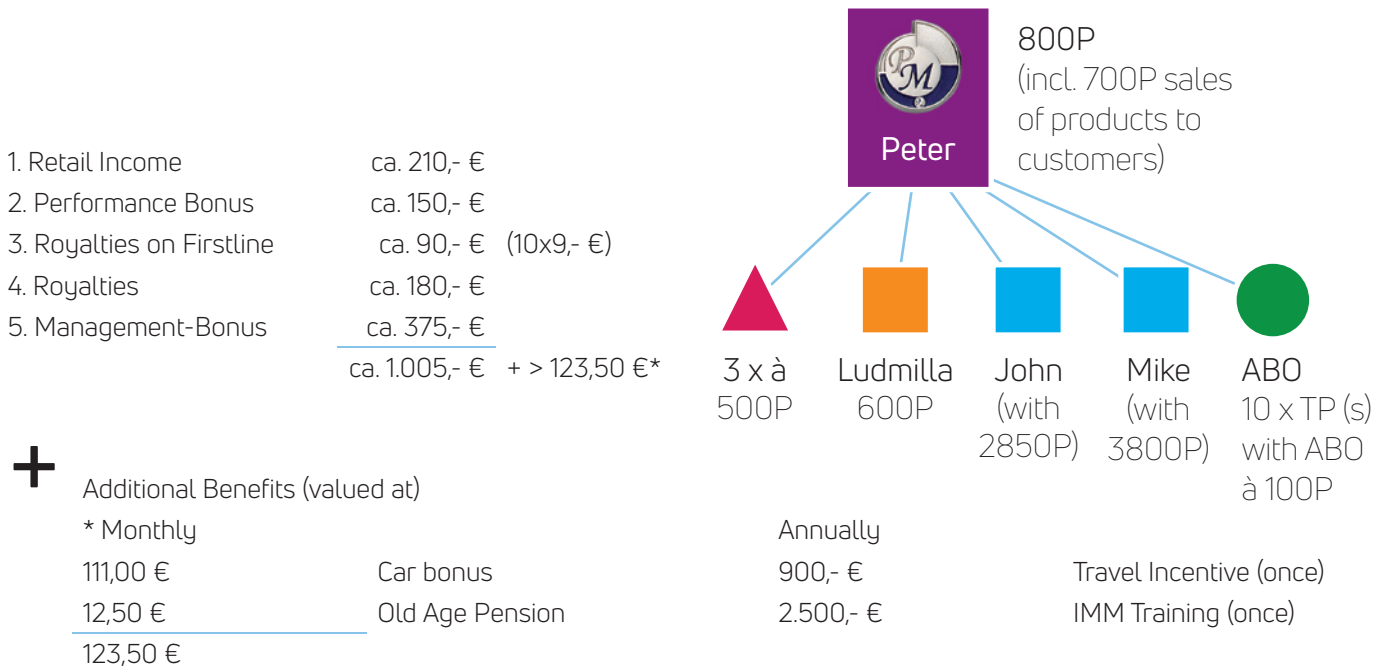 PM
Peter
800P
(incl. 700P sales
of products to
customers)
1. Retail Income ca. 210,- €
2. Performance Bonus ca. 150,- €
3. Royalties on Firstline ca. 90,- € (10x9,- €)
4. Royalties ca. 180,- €
5. Management-Bonus ca. 375,- €
ca. 1.005,- € + > 123,50 €*
3 x à
500P
Ludmilla
600P
John
(with
2850P)
Mike
(with
3800P)
ABO
10 x TP (s)
with ABO
à 100P
+
Additional Benefits (valued at)
* Monthly Annually
111,00 € Car bonus 900,- € Travel Incentive (once)
12,50 € Old Age Pension 2.500,- € IMM Training (once)
123,50 €